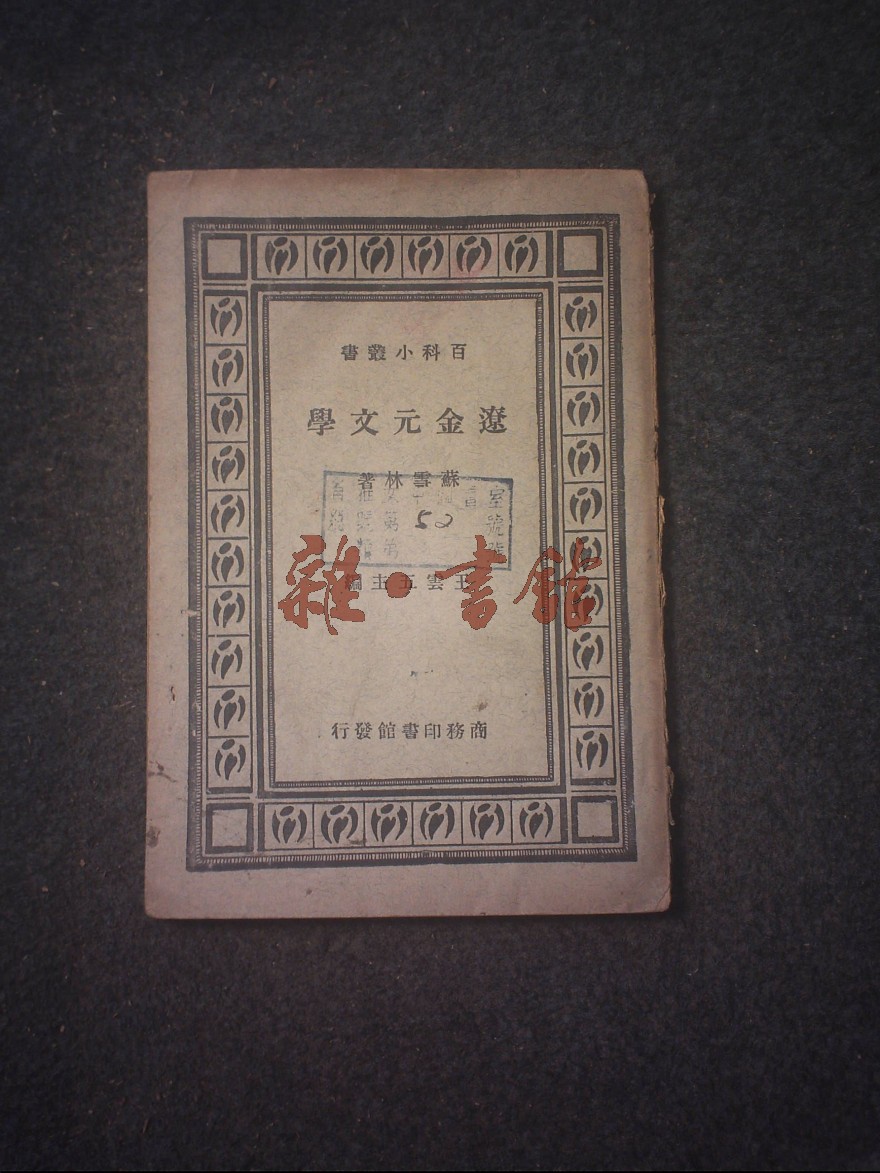 百科小叢書
遼金元文學
蘇雪林著
50
王雲五主編
雜·書館
商務印書館發行